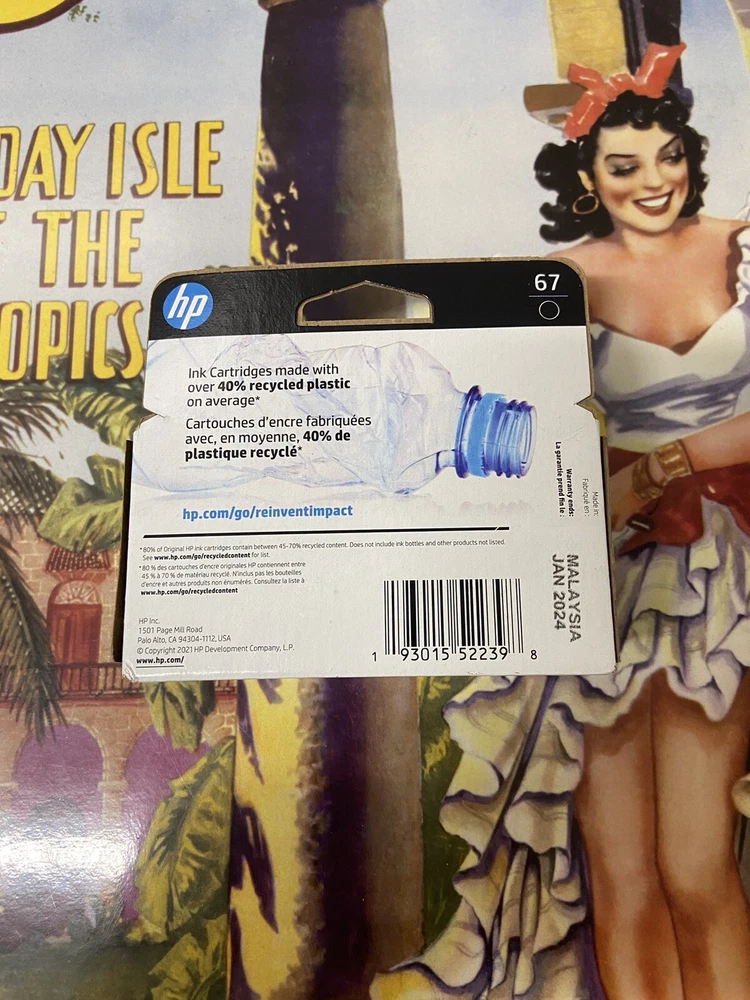 DAY ISLE
THE
OPICS
hp
67
Ink Cartridges made with
over 40% recycled plastic
on average*
Cartouches d'encre fabriquées
avec, en moyenne, 40% de
plastique recyclé*
hp.com/go/reinventimpact
*80% of Original HP ink cartridges contain between 45-70% recycled content. Does not include ink bottles and other products not listed.
See www.hp.com/go/recycledcontent for list.
*80 % des cartouches d'encre originales HP contiennent entre
45 % à 70 % de matériau recyclé. N'inclus pas les bouteilles
d'encre et autres produits non énumérés. Consultez la liste à
www.hp.com/go/recycledcontent
HP Inc.
1501 Page Mill Road
Palo Alto, CA 94304-1112, USA
© Copyright 2021 HP Development Company, L.P.
www.hp.com/
Made in:
Fabriqué en :
Warranty ends:
La garantie prend fin le :
MALAYSIA
JAN 2024
1 93015 52239 8